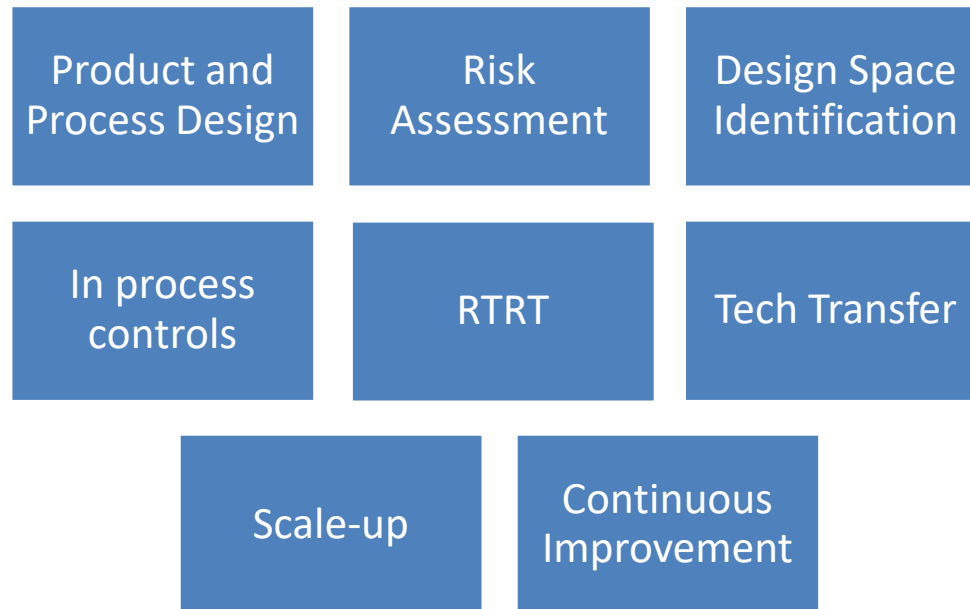 Product and
Process Design
Risk
Assessment
Design Space
Identification
In process
controls
RTRT
Tech Transfer
Scale-up
Continuous
Improvement